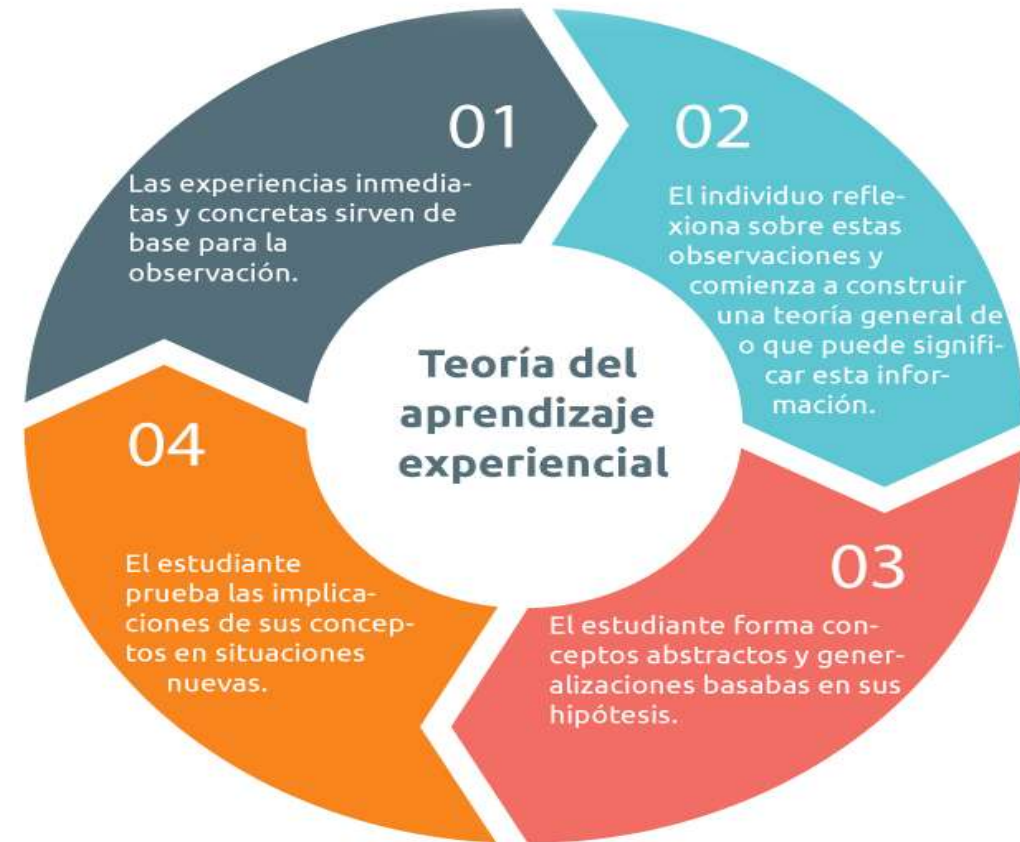 01
Las experiencias inmedia-
tas y concretas sirven de
base para la
observación.
02
El individuo refle-
xiona sobre estas
observaciones y
comienza a construir
una teoría general de
o que puede signifi-
car esta infor-
mación.
Teoría del
aprendizaje
experiencial
03
El estudiante forma con-
ceptos abstractos y gener-
alizaciones basabas en sus
hipótesis.
04
El estudiante
prueba las implica-
ciones de sus concep-
tos en situaciones
nuevas.